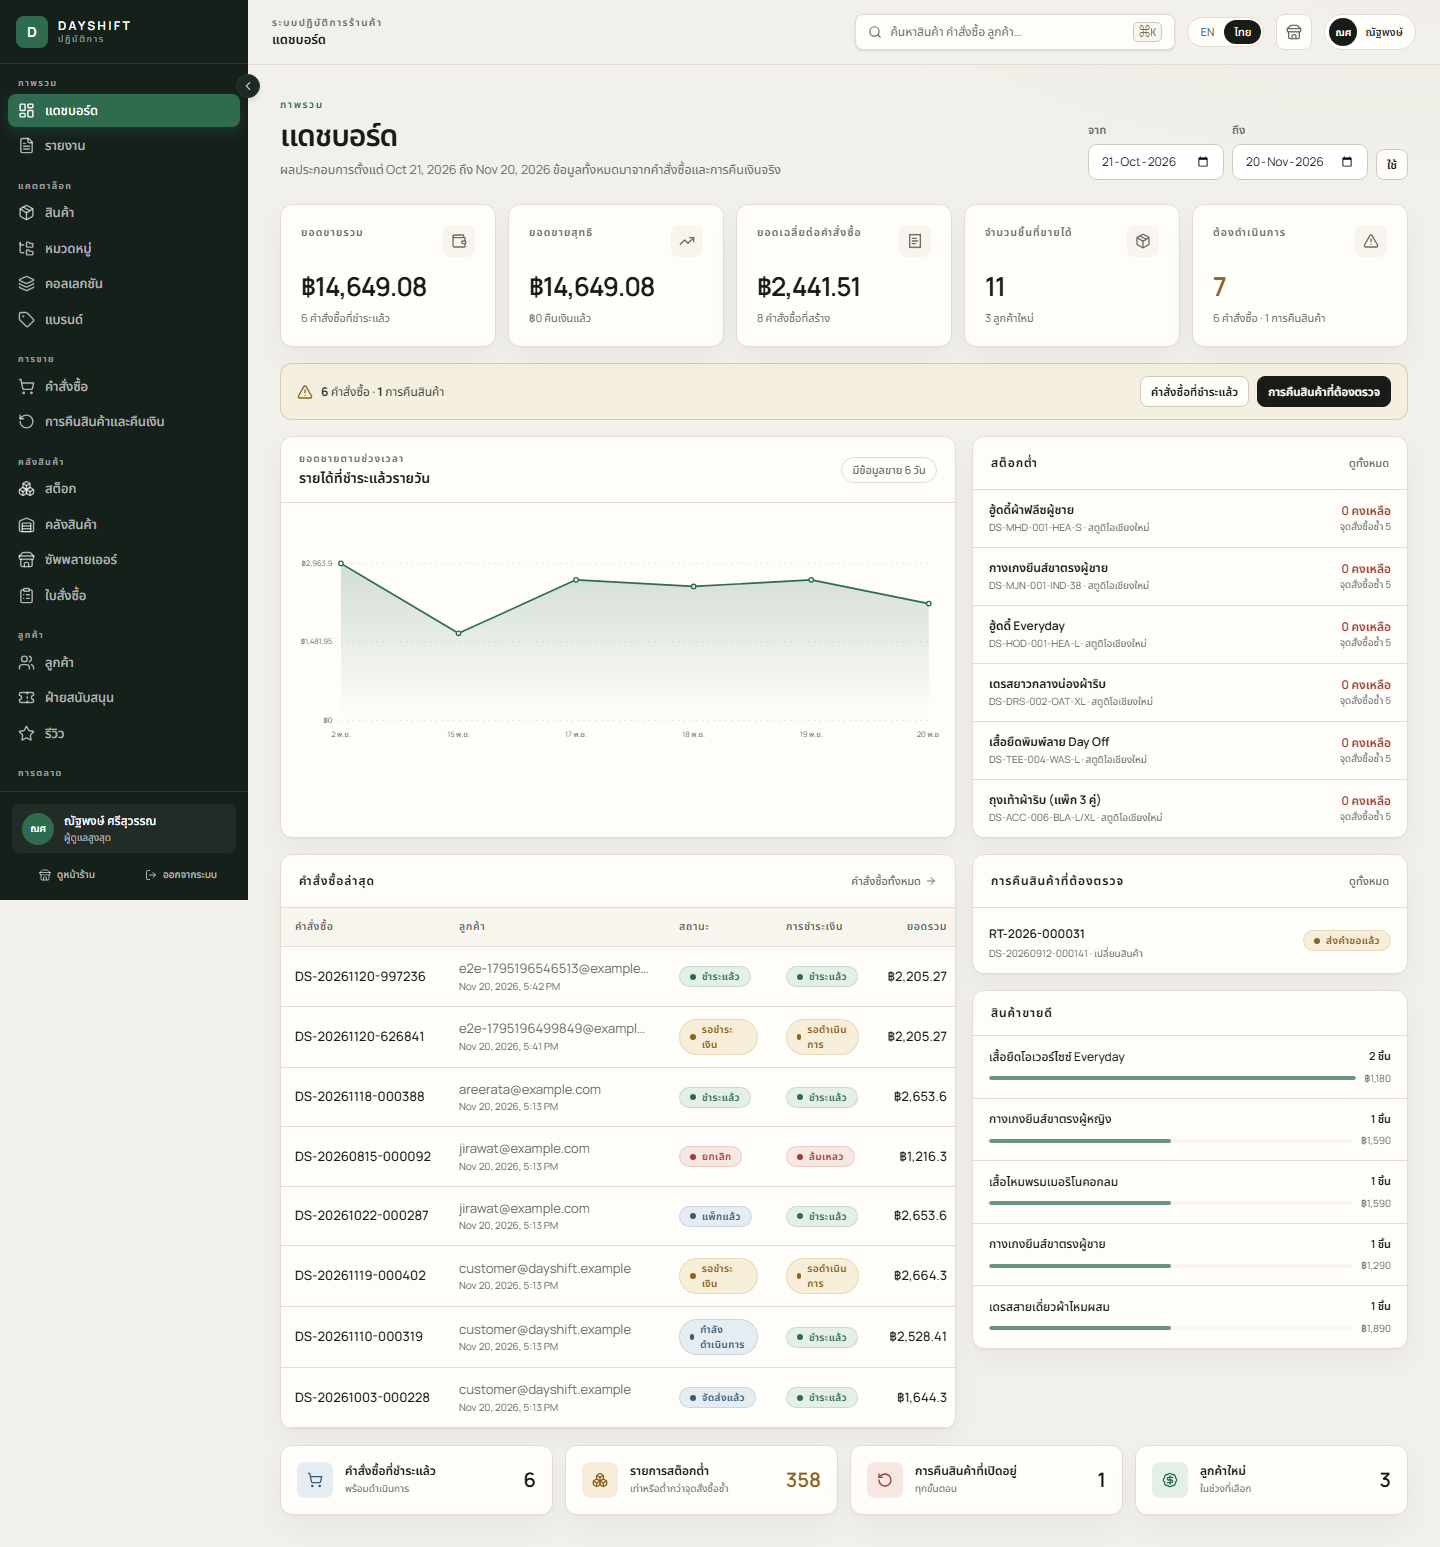 D DAYSHIFT
ปฏิบัติการ
ภาพรวม
แดชบอร์ด
รายงาน
แคตตาล็อก
สินค้า
หมวดหมู่
คอลเลกชัน
แบรนด์
การขาย
คำสั่งซื้อ
การคืนสินค้าและคืนเงิน
คลังสินค้า
สต็อก
คลังสินค้า
ซัพพลายเออร์
ใบสั่งซื้อ
ลูกค้า
ลูกค้า
ฝ่ายสนับสนุน
รีวิว
การตลาด
ณศ
ณัฐพงษ์ ศรีสุวรรณ
ผู้ดูแลสูงสุด
ดูหน้าร้าน ออกจากระบบ
ระบบปฏิบัติการร้านค้า
แดชบอร์ด
ค้นหาสินค้า คำสั่งซื้อ ลูกค้า… ⌘K EN ไทย ณศ ณัฐพงษ์
ภาพรวม
แดชบอร์ด
ผลประกอบการตั้งแต่ Oct 21, 2026 ถึง Nov 20, 2026 ข้อมูลทั้งหมดมาจากคำสั่งซื้อและการคืนเงินจริง
จาก ถึง
21-Oct-2026 20-Nov-2026 ใช้
ยอดขายรวม
฿14,649.08
6 คำสั่งซื้อที่ชำระแล้ว
ยอดขายสุทธิ
฿14,649.08
฿0 คืนเงินแล้ว
ยอดเฉลี่ยต่อคำสั่งซื้อ
฿2,441.51
8 คำสั่งซื้อที่สร้าง
จำนวนชิ้นที่ขายได้
11
3 ลูกค้าใหม่
ต้องดำเนินการ
7
6 คำสั่งซื้อ · 1 การคืนสินค้า
6 คำสั่งซื้อ · 1 การคืนสินค้า คำสั่งซื้อที่ชำระแล้ว การคืนสินค้าที่ต้องตรวจ
ยอดขายตามช่วงเวลา
รายได้ที่ชำระแล้วรายวัน
มีข้อมูลขาย 6 วัน
฿2,963.9
฿1,481.95
฿0
2 พ.ย. 15 พ.ย. 17 พ.ย. 18 พ.ย. 19 พ.ย. 20 พ.ย
สต็อกต่ำ ดูทั้งหมด
ฮู้ดดี้ผ้าฟลีซผู้ชาย 0 คงเหลือ
DS-MHD-001-HEA-S · สตูดิโอเชียงใหม่ จุดสั่งซื้อซ้ำ 5
กางเกงยีนส์ขาตรงผู้ชาย 0 คงเหลือ
DS-MJN-001-IND-38 · สตูดิโอเชียงใหม่ จุดสั่งซื้อซ้ำ 5
ฮู้ดดี้ Everyday 0 คงเหลือ
DS-HOD-001-HEA-L · สตูดิโอเชียงใหม่ จุดสั่งซื้อซ้ำ 5
เดรสยาวกลางน่องผ้าริบ 0 คงเหลือ
DS-DRS-002-OAT-XL · สตูดิโอเชียงใหม่ จุดสั่งซื้อซ้ำ 5
เสื้อยืดพิมพ์ลาย Day Off 0 คงเหลือ
DS-TEE-004-WAS-L · สตูดิโอเชียงใหม่ จุดสั่งซื้อซ้ำ 5
ถุงเท้าผ้าริบ (แพ็ก 3 คู่) 0 คงเหลือ
DS-ACC-006-BLA-L/XL · สตูดิโอเชียงใหม่ จุดสั่งซื้อซ้ำ 5
คำสั่งซื้อล่าสุด คำสั่งซื้อทั้งหมด →
คำสั่งซื้อ ลูกค้า สถานะ การชำระเงิน ยอดรวม
DS-20261120-997236 e2e-1795196546513@example… ชำระแล้ว ชำระแล้ว ฿2,205.27
Nov 20, 2026, 5:42 PM
DS-20261120-626841 e2e-1795196499849@exampl… รอชำระเงิน รอดำเนินการ ฿2,205.27
Nov 20, 2026, 5:41 PM
DS-20261118-000388 areerata@example.com ชำระแล้ว ชำระแล้ว ฿2,653.6
Nov 20, 2026, 5:13 PM
DS-20260815-000092 jirawat@example.com ยกเลิก ล้มเหลว ฿1,216.3
Nov 20, 2026, 5:13 PM
DS-20261022-000287 jirawat@example.com แพ็กแล้ว ชำระแล้ว ฿2,653.6
Nov 20, 2026, 5:13 PM
DS-20261119-000402 customer@dayshift.example รอชำระเงิน รอดำเนินการ ฿2,664.3
Nov 20, 2026, 5:13 PM
DS-20261110-000319 customer@dayshift.example กำลังดำเนินการ ชำระแล้ว ฿2,528.41
Nov 20, 2026, 5:13 PM
DS-20261003-000228 customer@dayshift.example จัดส่งแล้ว ชำระแล้ว ฿1,644.3
Nov 20, 2026, 5:13 PM
การคืนสินค้าที่ต้องตรวจ ดูทั้งหมด
RT-2026-000031 ส่งคำขอแล้ว
DS-20260912-000141 · เปลี่ยนสินค้า
สินค้าขายดี
เสื้อยืดโอเวอร์ไซซ์ Everyday 2 ชิ้น
฿1,180
กางเกงยีนส์ขาตรงผู้หญิง 1 ชิ้น
฿1,590
เสื้อไหมพรมเมอริโนคอกลม 1 ชิ้น
฿1,590
กางเกงยีนส์ขาตรงผู้ชาย 1 ชิ้น
฿1,290
เดรสสายเดี่ยวผ้าไหมผสม 1 ชิ้น
฿1,890
คำสั่งซื้อที่ชำระแล้ว 6
พร้อมดำเนินการ
รายการสต็อกต่ำ 358
เท่าหรือต่ำกว่าจุดสั่งซื้อซ้ำ
การคืนสินค้าที่เปิดอยู่ 1
ทุกขั้นตอน
ลูกค้าใหม่ 3
ในช่วงที่เลือก